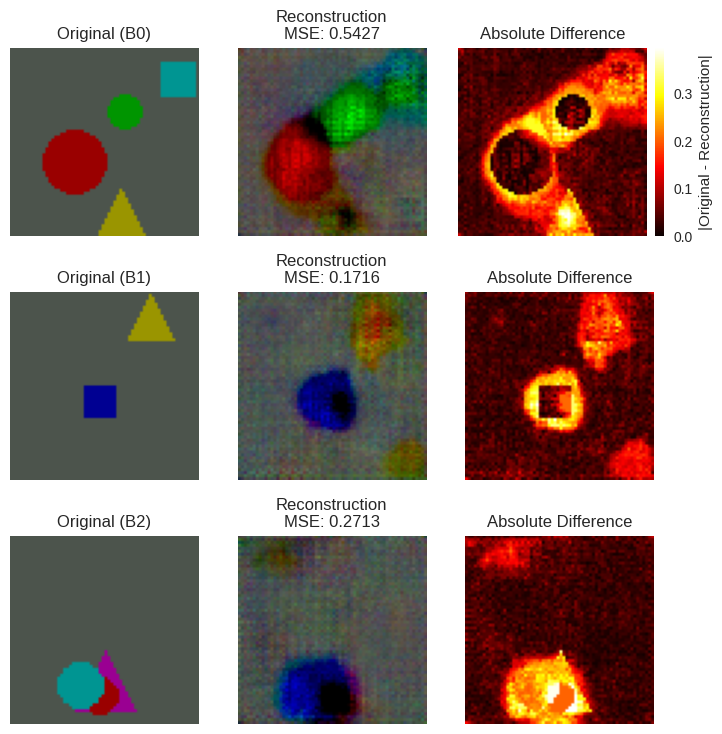 Original (B0)
Reconstruction
MSE: 0.5427
Absolute Difference
0.3
0.2
0.1
0.0
|Original - Reconstruction|
Original (B1)
Reconstruction
MSE: 0.1716
Absolute Difference
Original (B2)
Reconstruction
MSE: 0.2713
Absolute Difference